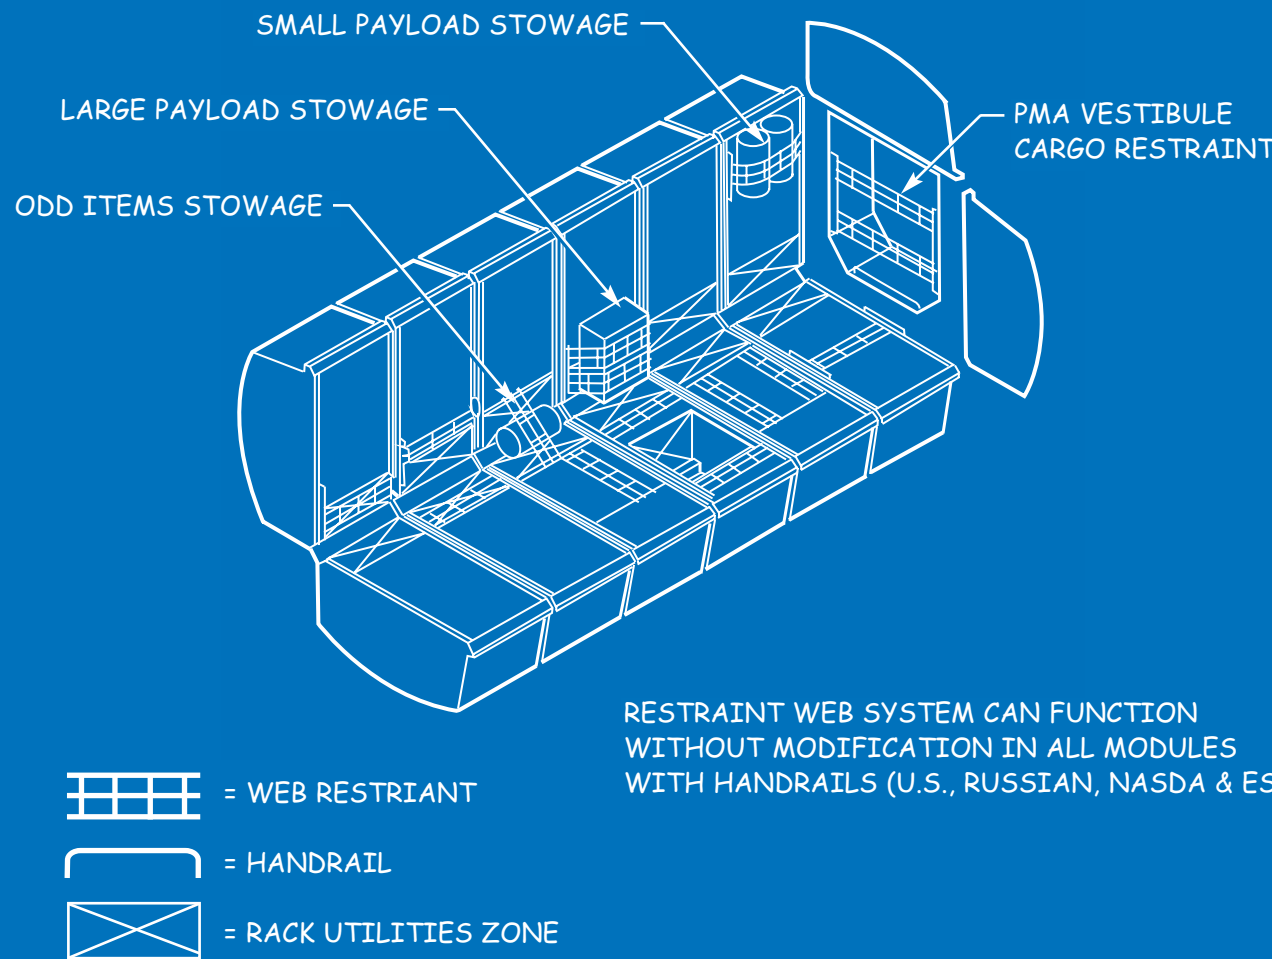 SMALL PAYLOAD STOWAGE
LARGE PAYLOAD STOWAGE
PMA VESTIBULE
CARGO RESTRAINT
ODD ITEMS STOWAGE
RESTRAINT WEB SYSTEM CAN FUNCTION
WITHOUT MODIFICATION IN ALL MODULES
WITH HANDRAILS (U.S., RUSSIAN, NASDA & ES
= WEB RESTRIANT
= HANDRAIL
= RACK UTILITIES ZONE